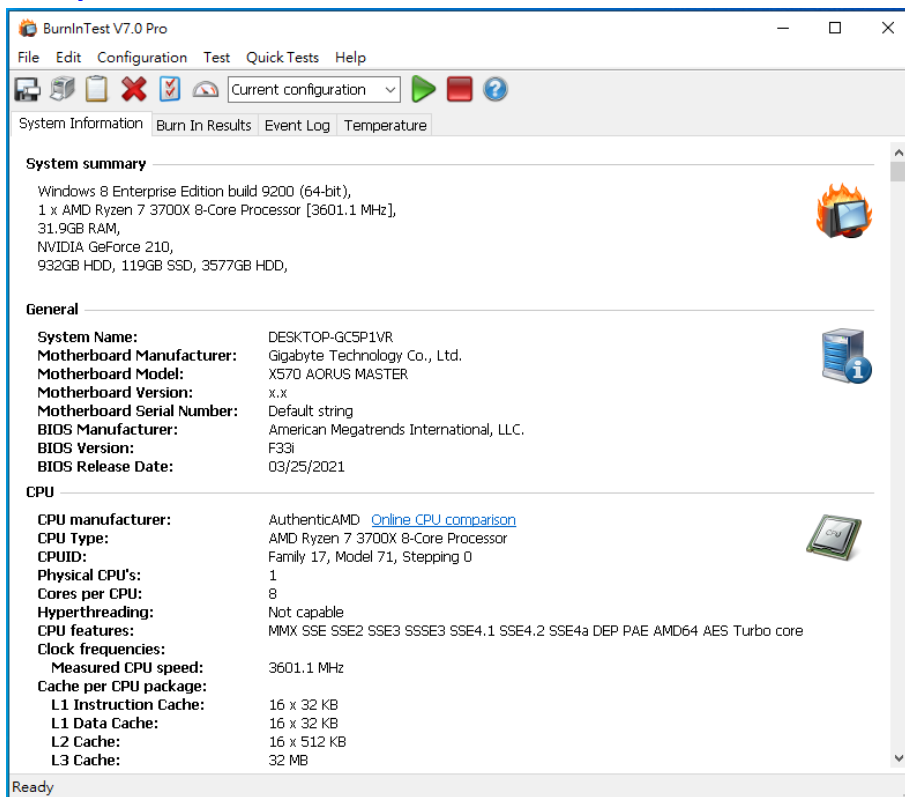 BurnInTest V7.0 Pro
File Edit Configuration Test Quick Tests Help
Current configuration
System Information Burn In Results Event Log Temperature
System summary
Windows 8 Enterprise Edition build 9200 (64-bit),
1 x AMD Ryzen 7 3700X 8-Core Processor [3601.1 MHz],
31.9GB RAM,
NVIDIA GeForce 210,
932GB HDD, 119GB SSD, 3577GB HDD,
General
System Name: DESKTOP-GC5P1VR
Motherboard Manufacturer: Gigabyte Technology Co., Ltd.
Motherboard Model: X570 AORUS MASTER
Motherboard Version: x.x
Motherboard Serial Number: Default string
BIOS Manufacturer: American Megatrends International, LLC.
BIOS Version: F33i
BIOS Release Date: 03/25/2021
CPU
CPU manufacturer: AuthenticAMD Online CPU comparison
CPU Type: AMD Ryzen 7 3700X 8-Core Processor
CPUID: Family 17, Model 71, Stepping 0
Physical CPU's: 1
Cores per CPU: 8
Hyperthreading: Not capable
CPU features: MMX SSE SSE2 SSE3 SSSE3 SSE4.1 SSE4.2 SSE4a DEP PAE AMD64 AES Turbo core
Clock frequencies:
Measured CPU speed: 3601.1 MHz
Cache per CPU package:
L1 Instruction Cache: 16 x 32 KB
L1 Data Cache: 16 x 32 KB
L2 Cache: 16 x 512 KB
L3 Cache: 32 MB
Ready